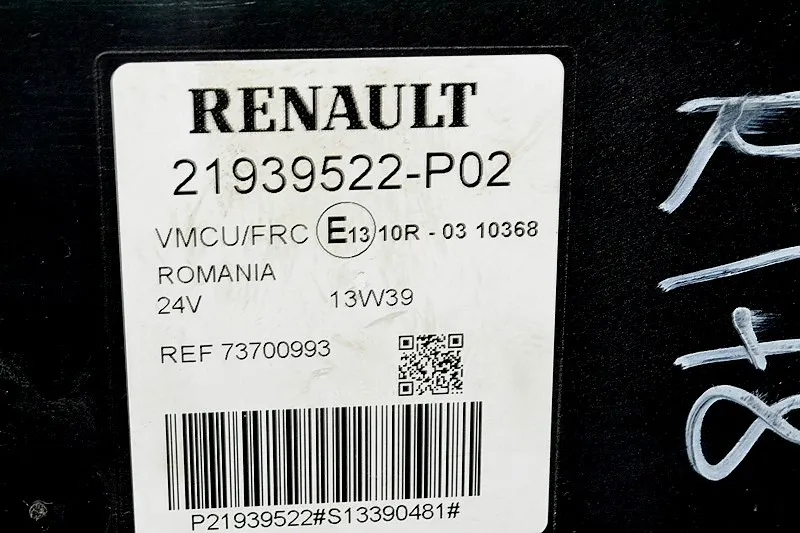 RENAULT
21939522-P02
VMCU/FRC E13 10R - 03 10368
ROMANIA
24V 13W39
REF 73700993
P21939522#S13390481#